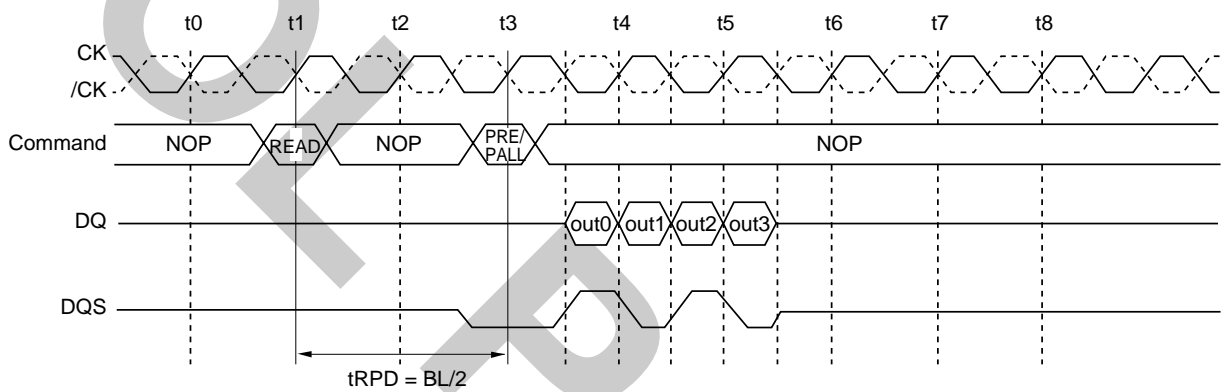 t0 t1 t2 t3 t4 t5 t6 t7 t8
CK
/CK
Command NOP READ NOP PRE/ PALL NOP
DQ out0 out1 out2 out3
DQS
tRPD = BL/2